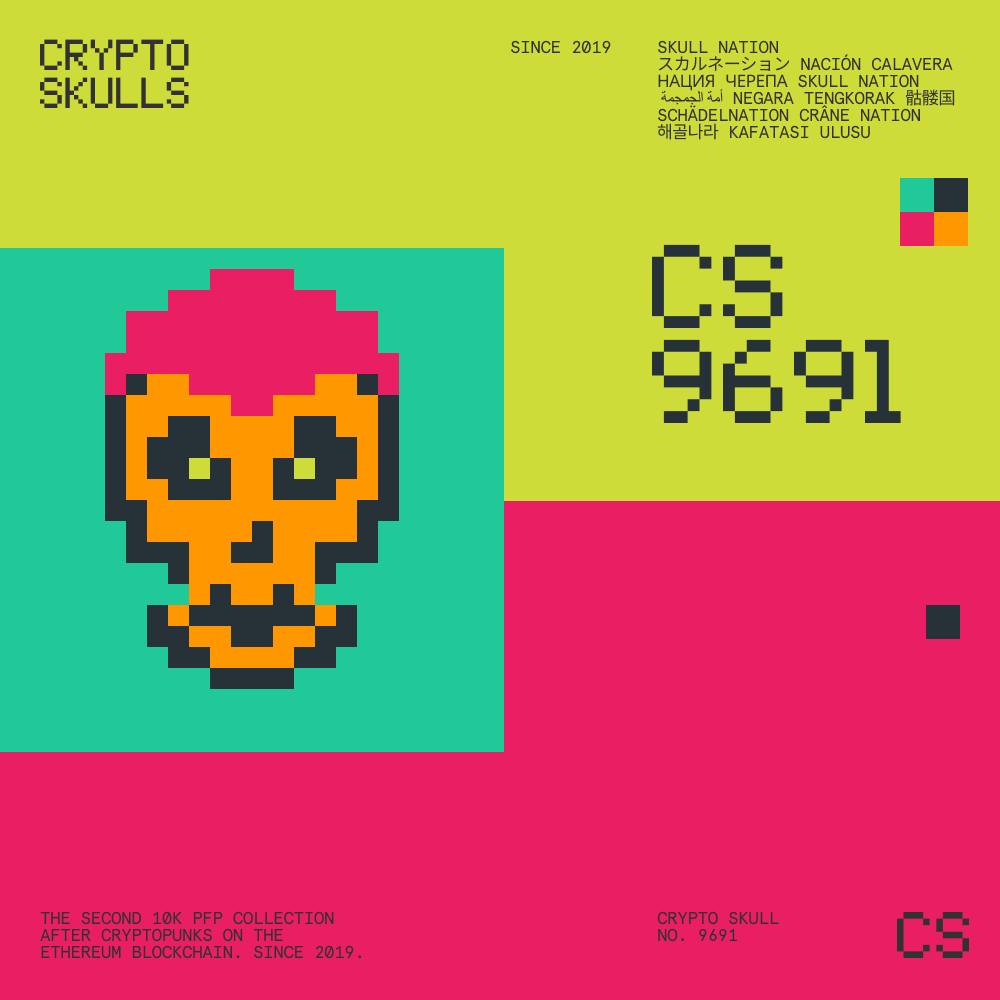 CRYPTO
SKULLS
SINCE 2019
SKULL NATION
スカルネーション NACIÓN CALAVERA
НАЦИЯ ЧЕРЕПА SKULL NATION
أمة الجمجمة NEGARA TENGKORAK 骷髅国
SCHÄDELNATION CRÂNE NATION
해골나라 KAFATASI ULUSU
CS
9691
THE SECOND 10K PFP COLLECTION
AFTER CRYPTOPUNKS ON THE
ETHEREUM BLOCKCHAIN. SINCE 2019.
CRYPTO SKULL
NO. 9691
CS